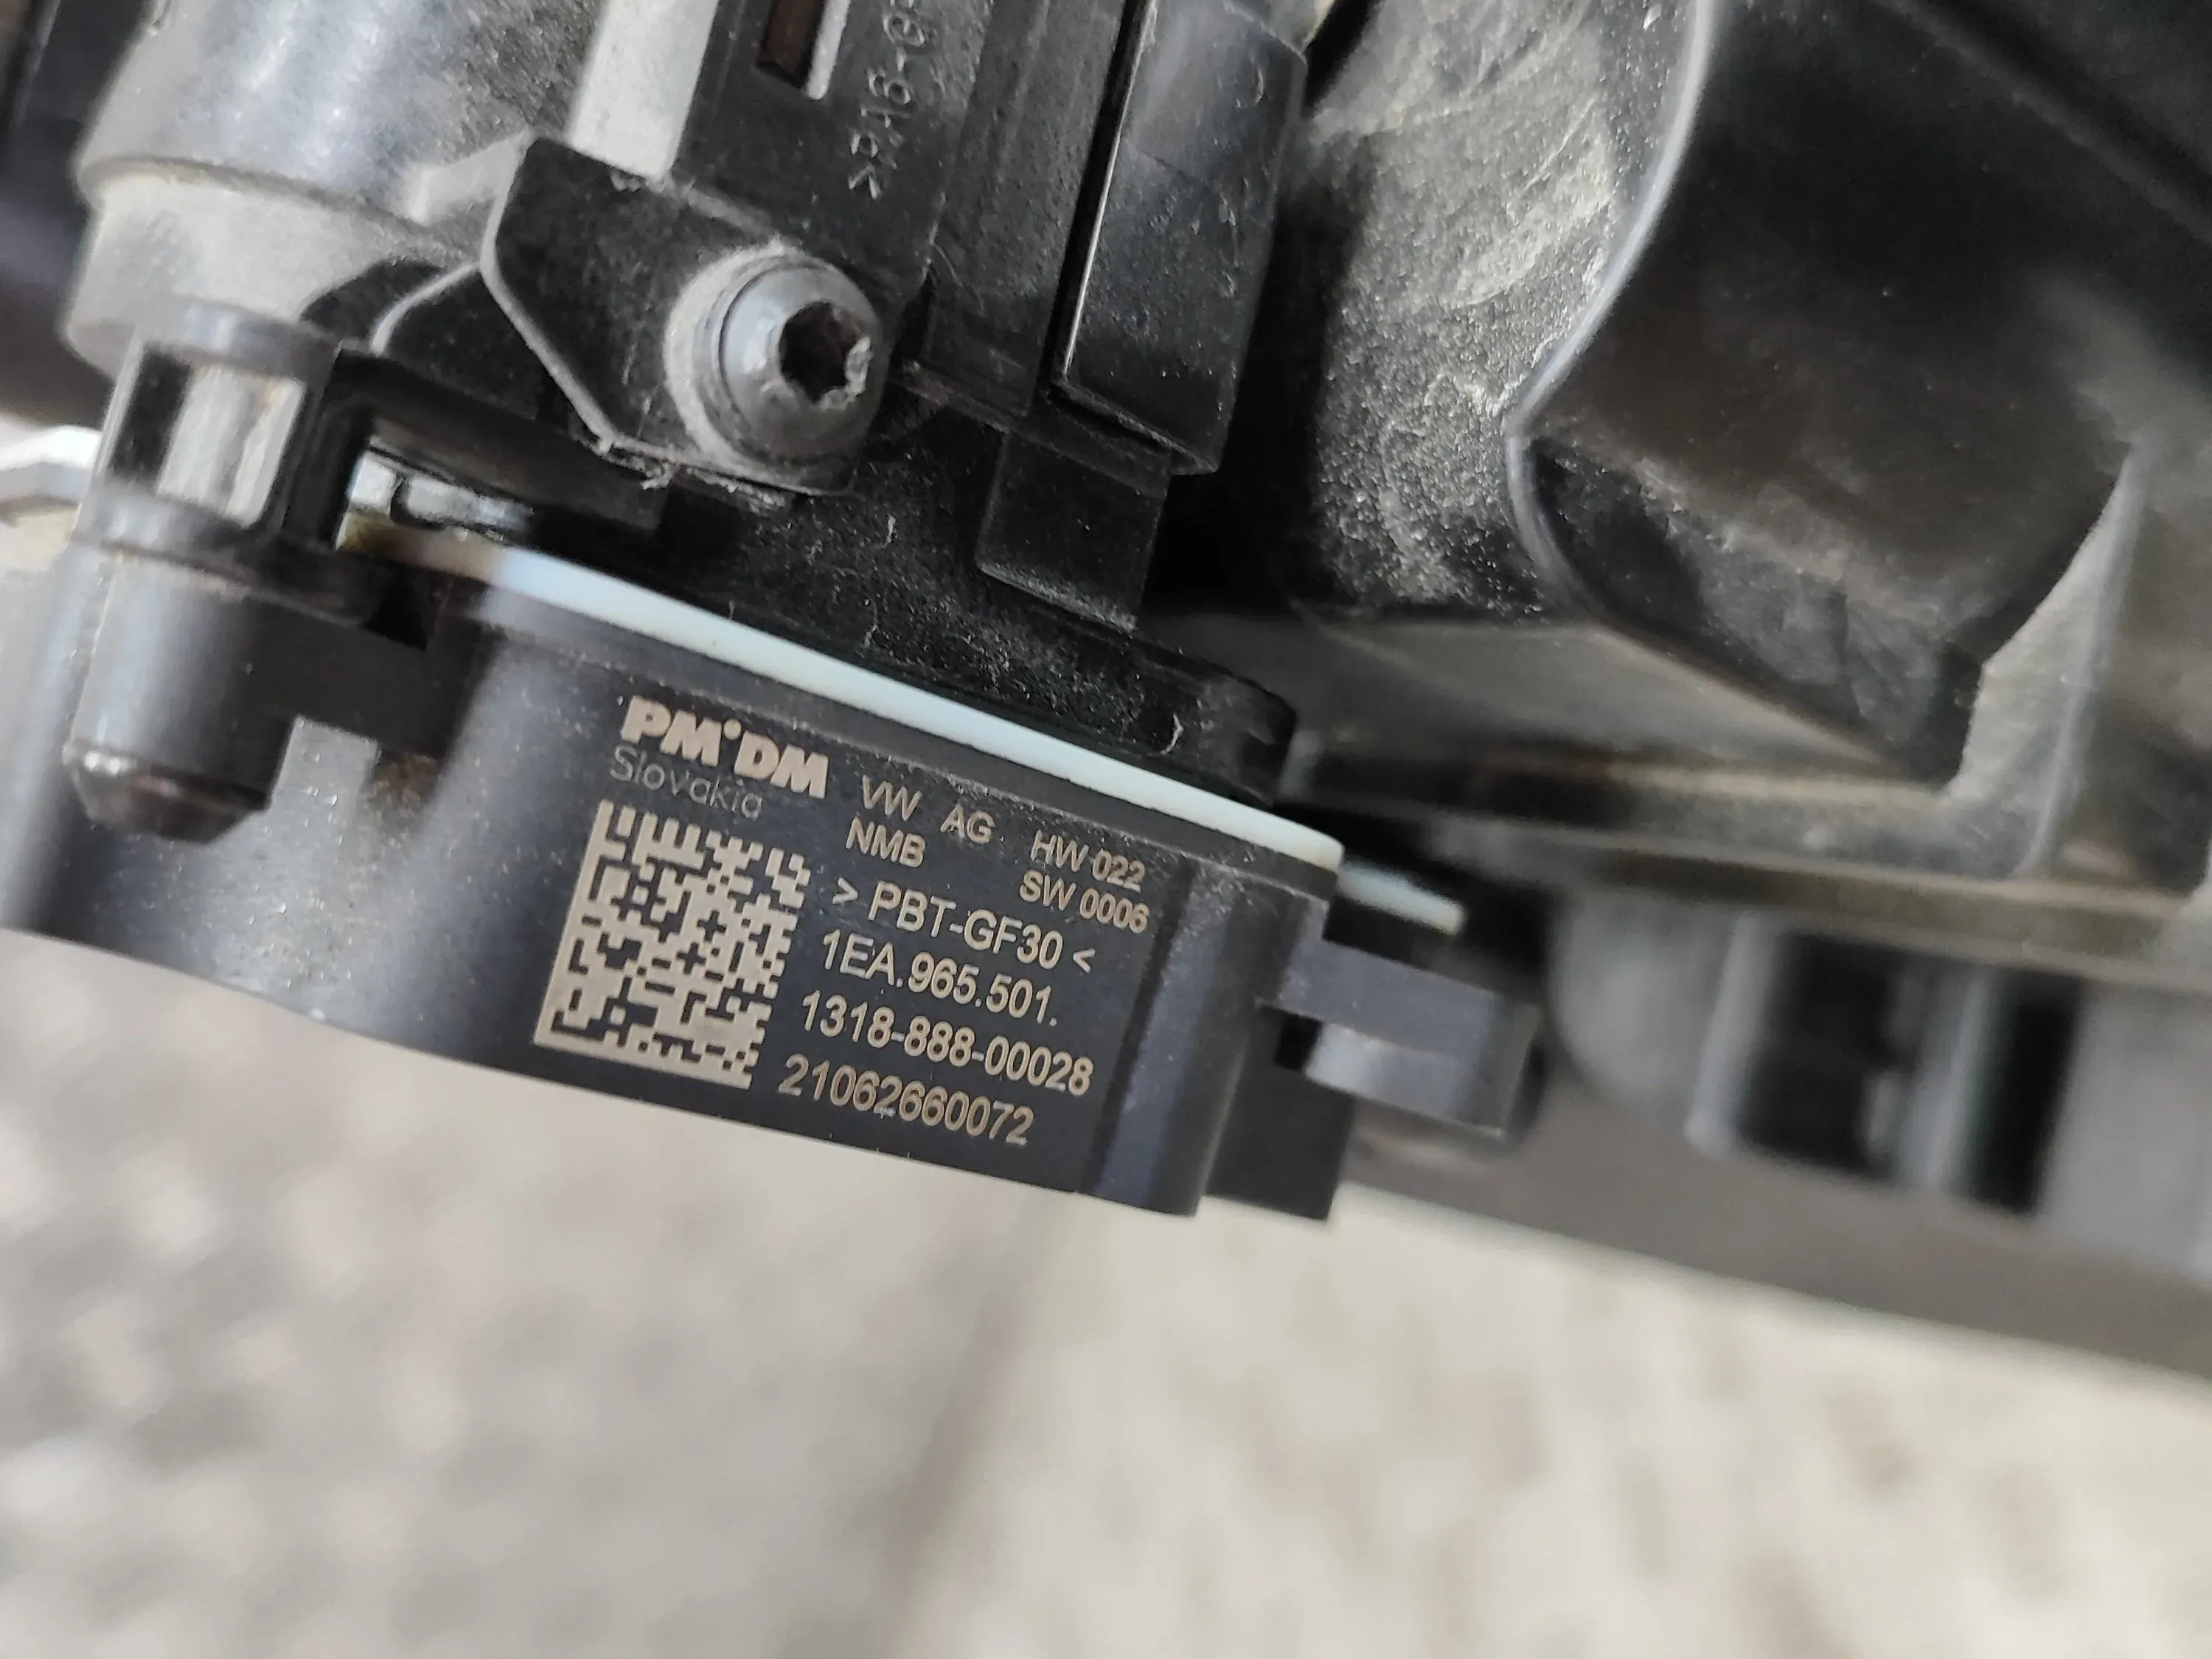 >PA6-G
PM'DM
Slovakia
VW AG HW 022
NMB SW 0006
> PBT-GF30 <
1EA.965.501.
1318-888-00028
21062660072